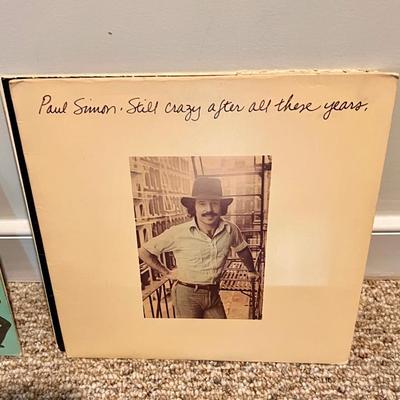 Paul Simon · Still crazy after all these years.